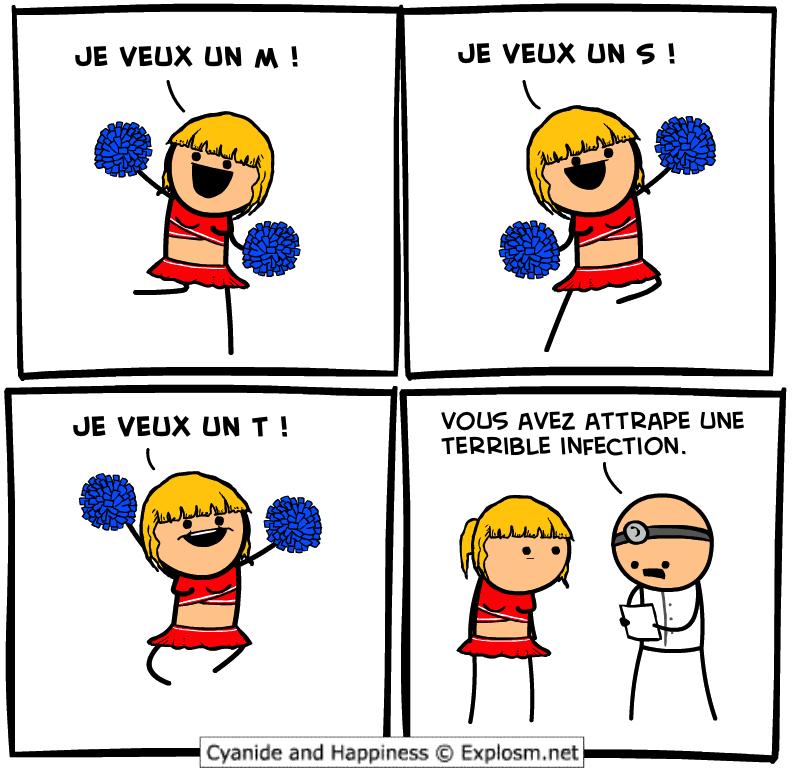 JE VEUX UN M !
JE VEUX UN S !
JE VEUX UN T !
VOUS AVEZ ATTRAPE UNE
TERRIBLE INFECTION.
Cyanide and Happiness © Explosm.net